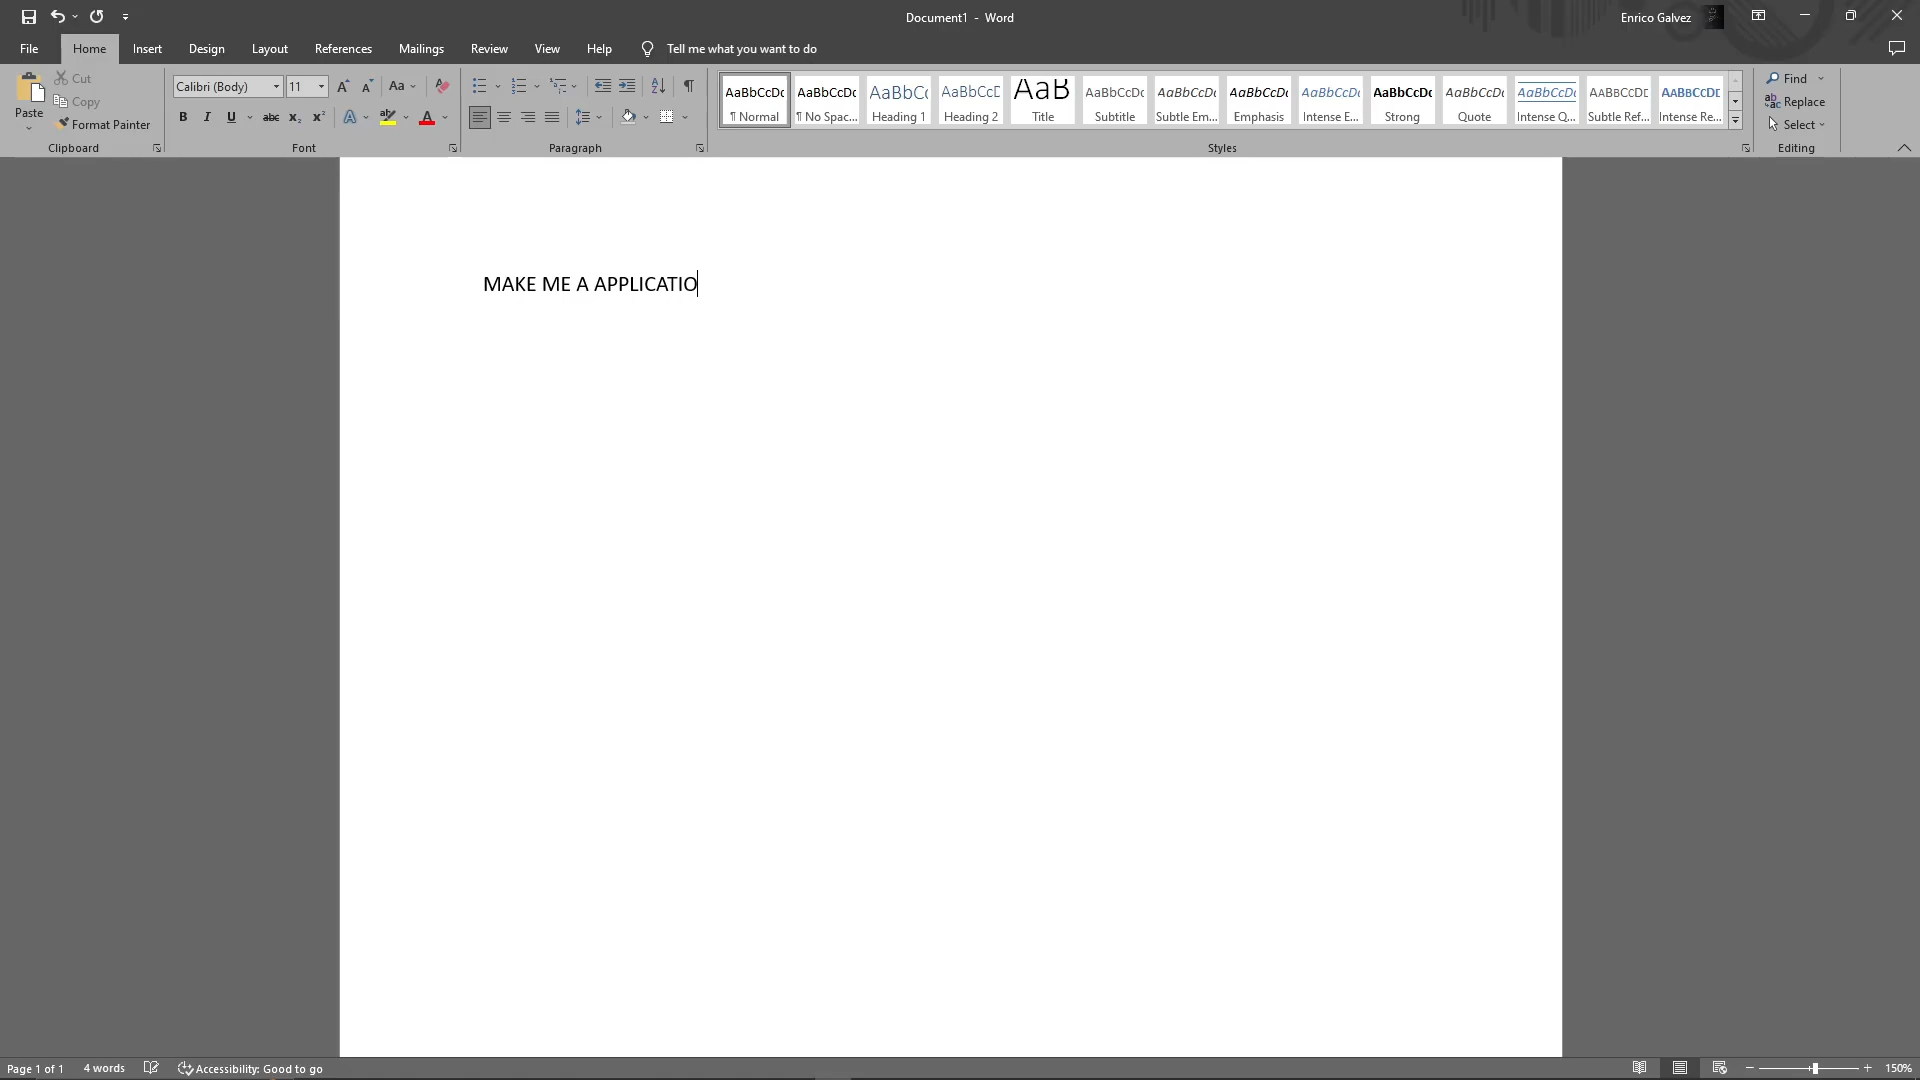 Document1 - Word
Enrico Galvez
File Home Insert Design Layout References Mailings Review View Help Tell me what you want to do
Paste
Cut
Copy
Format Painter
Clipboard
Calibri (Body) 11
Font
Paragraph
AaBbCcDc AaBbCcDc AaBbC( AaBbCcE AaB AaBbCcD AaBbCcDc AaBbCcDc AaBbCcDc AaBbCcDc AaBbCcDc AaBbCcDc AABBCCDE AABBCCDE
¶ Normal ¶ No Spac... Heading 1 Heading 2 Title Subtitle Subtle Em... Emphasis Intense E... Strong Quote Intense Q... Subtle Ref... Intense Re...
Styles
Find
Replace
Select
Editing
MAKE ME A APPLICATIO
Page 1 of 1 4 words Accessibility: Good to go 150%